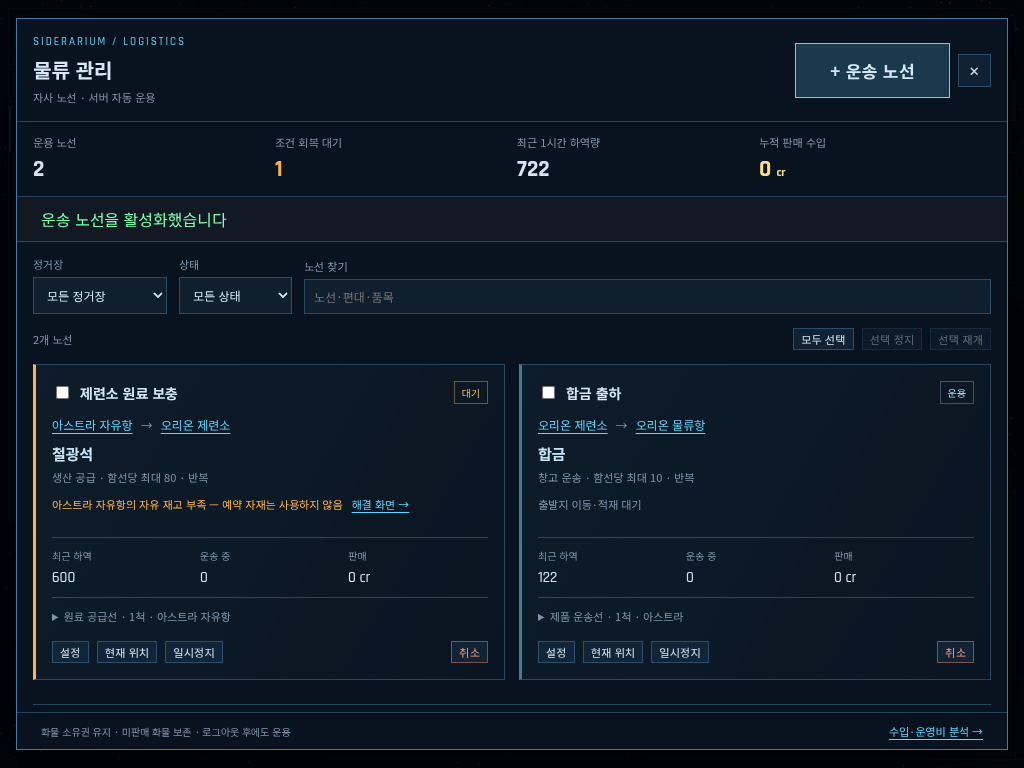 SIDERARIUM / LOGISTICS
물류 관리
자사 노선 · 서버 자동 운용
+ 운송 노선
×
운용 노선
조건 회복 대기
최근 1시간 하역량
누적 판매 수입
2
1
722
0 cr
운송 노선을 활성화했습니다
정거장
상태
노선 찾기
모든 정거장
모든 상태
노선·편대·품목
2개 노선
모두 선택
선택 정지
선택 재개
제련소 원료 보충
대기
아스트라 자유항 → 오리온 제련소
철광석
생산 공급 · 함선당 최대 80 · 반복
아스트라 자유항의 자유 재고 부족 — 예약 자재는 사용하지 않음 해결 화면 →
최근 하역
운송 중
판매
600
0
0 cr
▶ 원료 공급선 · 1척 · 아스트라 자유항
설정
현재 위치
일시정지
취소
합금 출하
운용
오리온 제련소 → 오리온 물류항
합금
창고 운송 · 함선당 최대 10 · 반복
출발지 이동·적재 대기
최근 하역
운송 중
판매
122
0
0 cr
▶ 제품 운송선 · 1척 · 아스트라
설정
현재 위치
일시정지
취소
화물 소유권 유지 · 미판매 화물 보존 · 로그아웃 후에도 운용
수입·운영비 분석 →